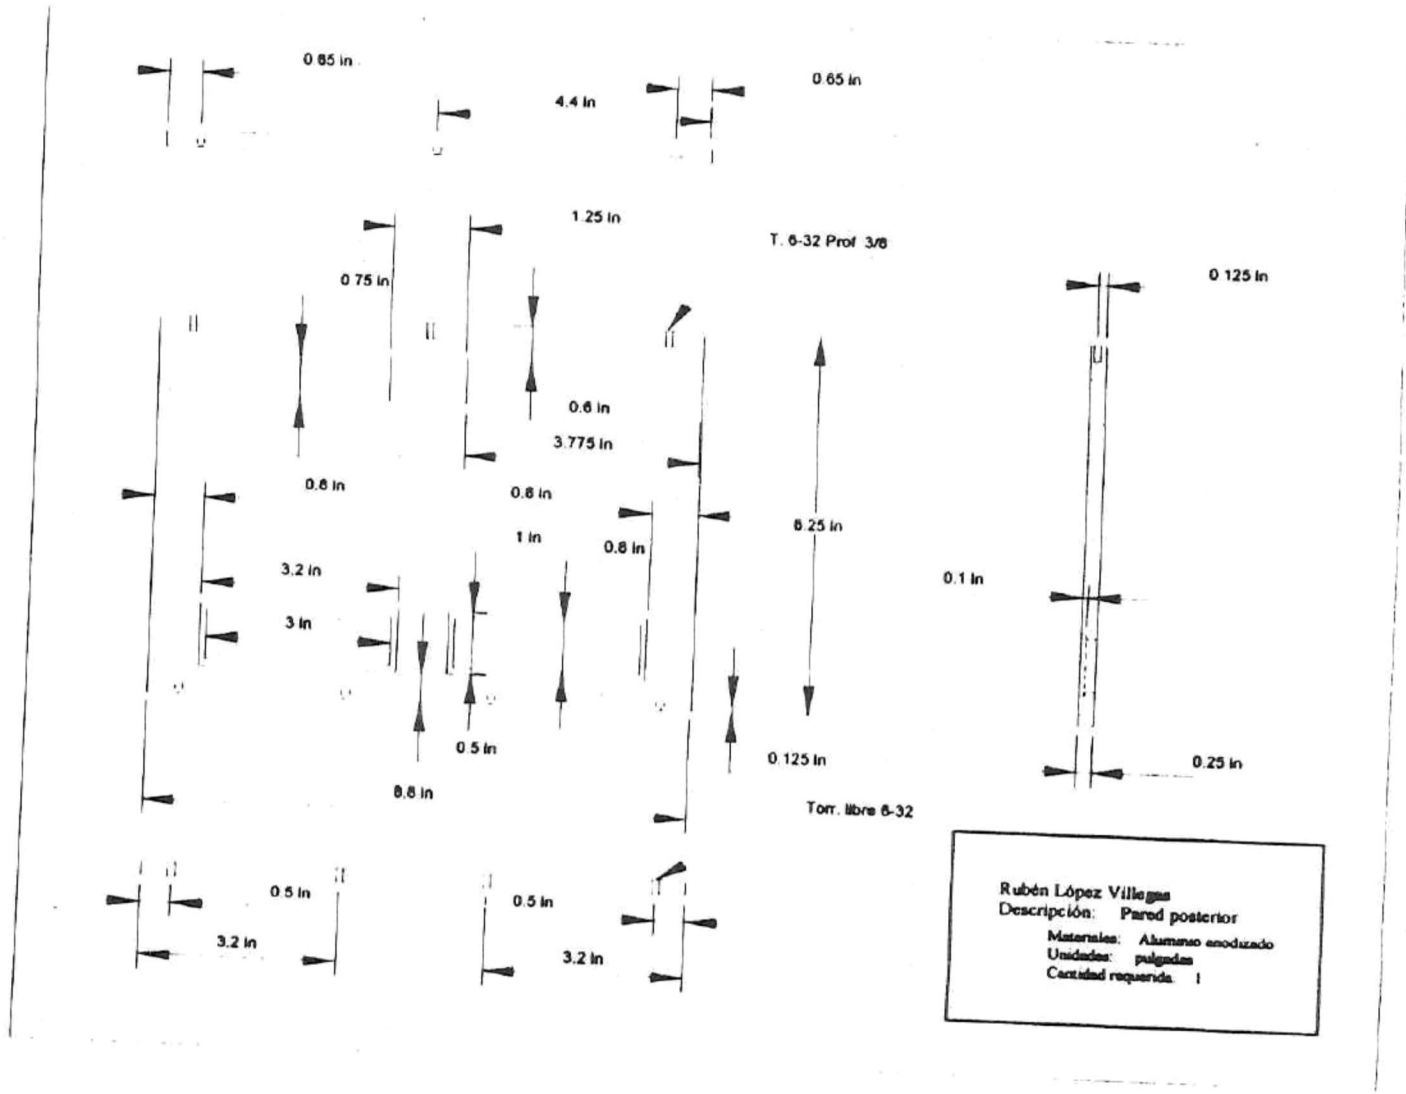 0.65 in
0.65 in
4.4 in
1.25 in
T. 6-32 Prof 3/8
0.125 in
0.75 in
0.6 in
3.775 in
0.8 in
0.8 in
6.25 in
1 in
0.8 in
3.2 in
0.1 in
3 in
0.5 in
0.125 in
0.25 in
8.8 in
Torr. libre 6-32
0.5 in
0.5 in
3.2 in
3.2 in
Rubén López Villegas
Descripción: Pared posterior
Materiales: Aluminio anodizado
Unidades: pulgadas
Cantidad requerida 1